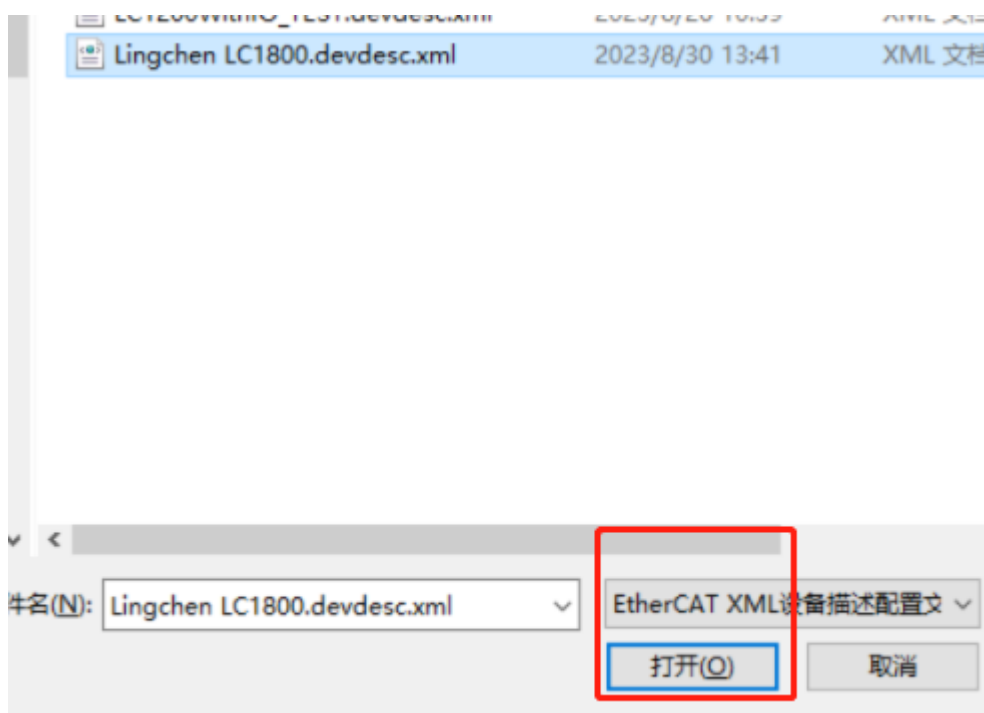 Lingchen LC1800.devdesc.xml 2023/8/30 13:41 XML 文档
件名(N): Lingchen LC1800.devdesc.xml EtherCAT XML设备描述配置文
打开(O) 取消